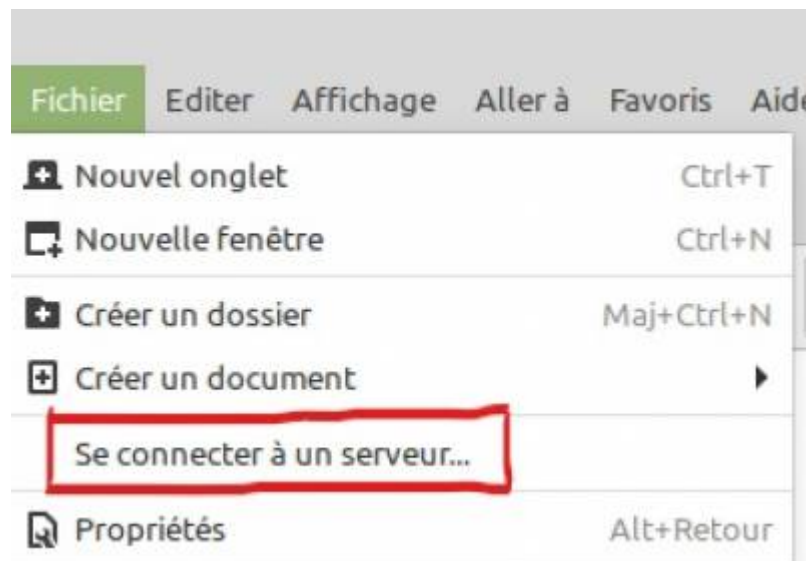 Fichier Editer Affichage Aller à Favoris Aide
Nouvel onglet Ctrl+T
Nouvelle fenêtre Ctrl+N
Créer un dossier Maj+Ctrl+N
Créer un document
Se connecter à un serveur...
Propriétés Alt+Retour